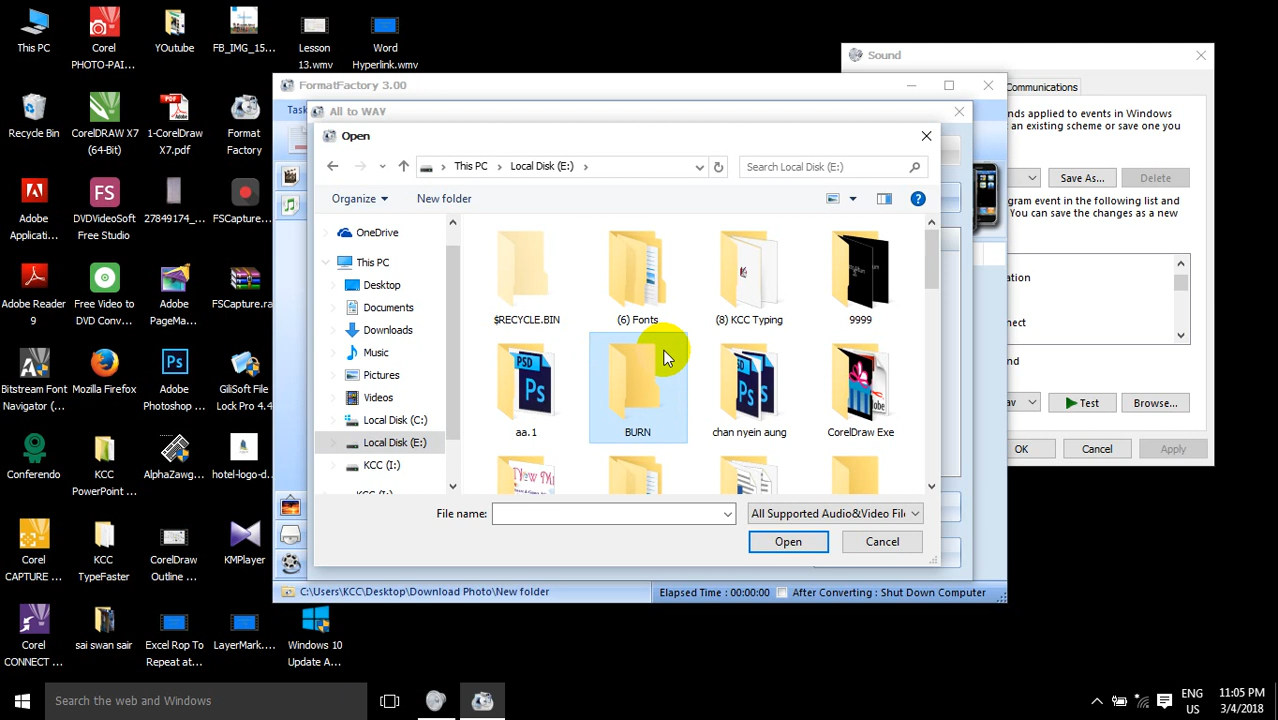 This PC
Corel
PHOTO-PAI...
YOutube
FB_IMG_15...
Lesson
13.wmv
Word
Hyperlink.wmv
Recycle Bin
CorelDRAW X7
(64-Bit)
1-CorelDraw
X7.pdf
Format
Factory
Adobe
Applicati...
DVDVideoSoft
Free Studio
27849174_...
FSCapture...
Adobe Reader
9
Free Video to
DVD Conv...
Adobe
PageMa...
FSCapture.ra...
Bitstream Font
Navigator (...
Mozilla Firefox
Adobe
Photoshop ...
GiliSoft File
Lock Pro 4.4
Conferendo
KCC
PowerPoint ...
AlphaZawg...
hotel-logo-d...
Corel
CAPTURE ...
KCC
TypeFaster
CorelDraw
Outline ...
KMPlayer
Corel
CONNECT ...
sai swan sair
Excel Rop To
Repeat at...
LayerMark....
Windows 10
Update A...
FormatFactory 3.00
Task
All to WAV
Open
This PC
Local Disk (E:)
Search Local Disk (E:)
Organize
New folder
OneDrive
This PC
Desktop
Documents
Downloads
Music
Pictures
Videos
Local Disk (C:)
Local Disk (E:)
KCC (I:)
KCC (I:)
$RECYCLE.BIN
(6) Fonts
(8) KCC Typing
9999
PSD
Ps
aa.1
BURN
chan nyein aung
CorelDraw Exe
File name:
All Supported Audio&Video File
Open
Cancel
C:\Users\KCC\Desktop\Download Photo\New folder
Elapsed Time : 00:00:00
After Converting : Shut Down Computer
Sound
Communications
nds applied to events in Windows
t an existing scheme or save one you
Save As...
Delete
gram event in the following list and
You can save the changes as a new
ation
nect
nd
av
Test
Browse...
OK
Cancel
Apply
Search the web and Windows
ENG
US
11:05 PM
3/4/2018